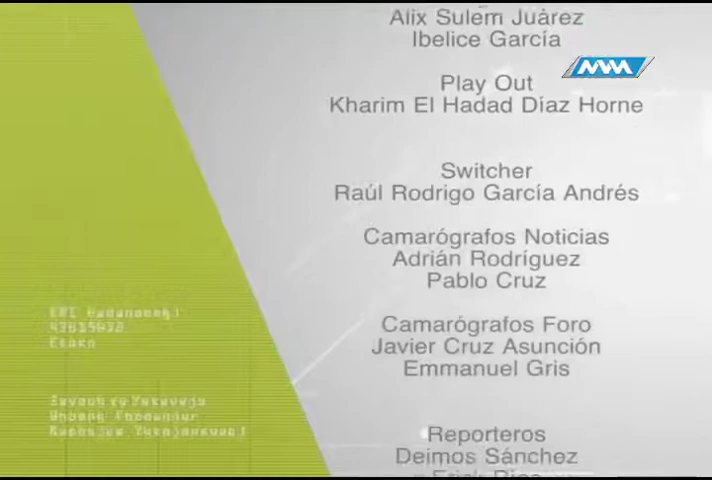 Alix Sulem Juárez
Ibelice García
MVM
Play Out
Kharim El Hadad Díaz Horne
Switcher
Raúl Rodrigo García Andrés
Camarógrafos Noticias
Adrián Rodríguez
Pablo Cruz
Camarógrafos Foro
Javier Cruz Asunción
Emmanuel Gris
Reporteros
Deimos Sánchez